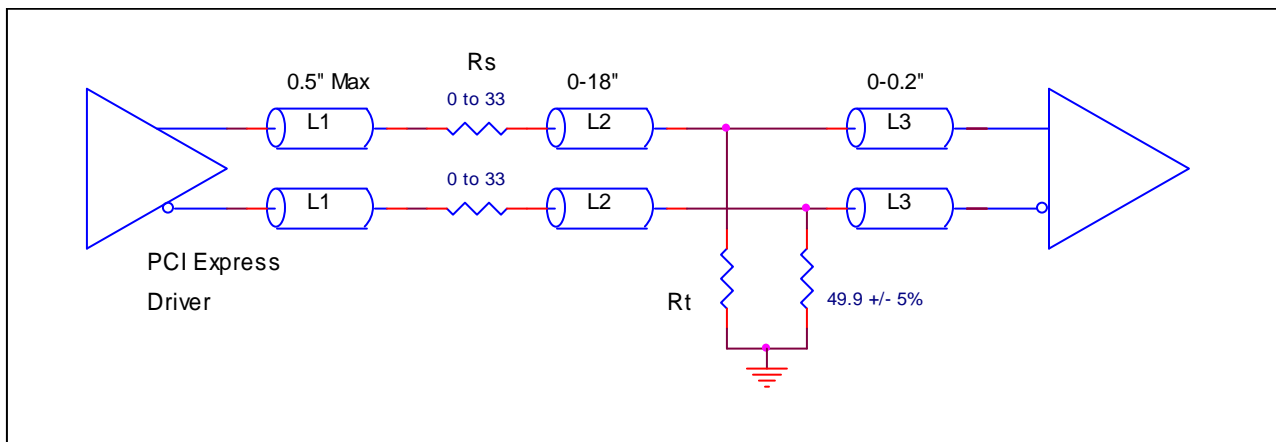 Rs
0.5" Max
0-18"
0-0.2"
0 to 33
L1
L2
L3
0 to 33
L1
L2
L3
PCI Express
Driver
Rt
49.9 +/- 5%